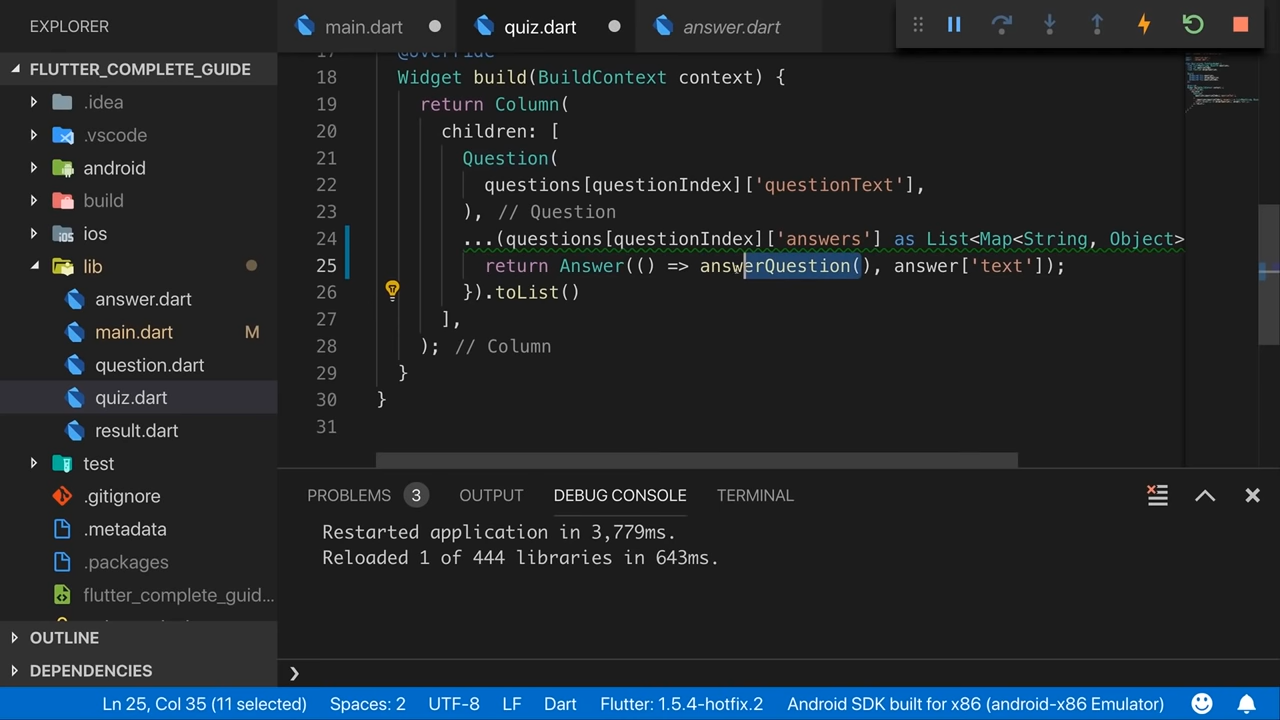 EXPLORER
main.dart
quiz.dart
answer.dart
FLUTTER_COMPLETE_GUIDE
.idea
.vscode
android
build
ios
lib
answer.dart
main.dart M
question.dart
quiz.dart
result.dart
test
.gitignore
.metadata
.packages
flutter_complete_guid...
OUTLINE
DEPENDENCIES
17 @override
18 Widget build(BuildContext context) {
19 return Column(
20 children: [
21 Question(
22 questions[questionIndex]['questionText'],
23 ), // Question
24 ...(questions[questionIndex]['answers'] as List<Map<String, Object>
25 return Answer(() => answerQuestion(), answer['text']);
26 }).toList()
27 ],
28 ); // Column
29 }
30 }
31
PROBLEMS 3 OUTPUT DEBUG CONSOLE TERMINAL
Restarted application in 3,779ms.
Reloaded 1 of 444 libraries in 643ms.
Ln 25, Col 35 (11 selected) Spaces: 2 UTF-8 LF Dart Flutter: 1.5.4-hotfix.2 Android SDK built for x86 (android-x86 Emulator)